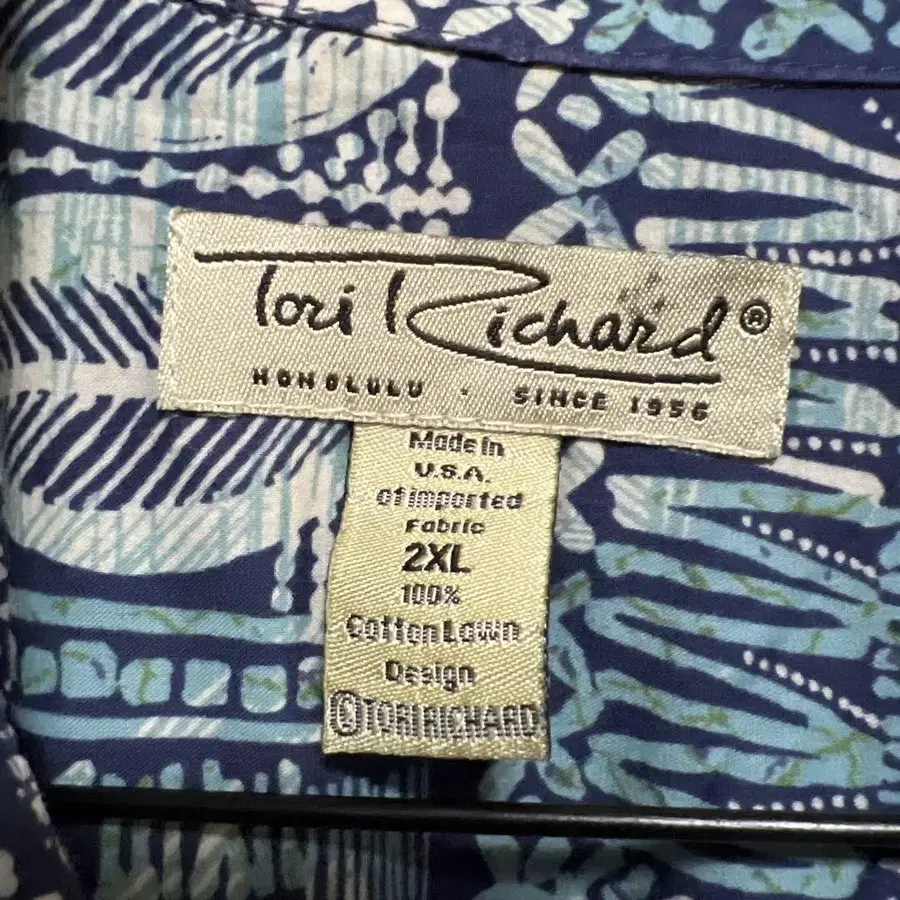 Tori Richard®
HONOLULU · SINCE 1956
Made in
U.S.A.
of imported
Fabric
2XL
100%
Cotton Lawn
Design
©TORI RICHARD